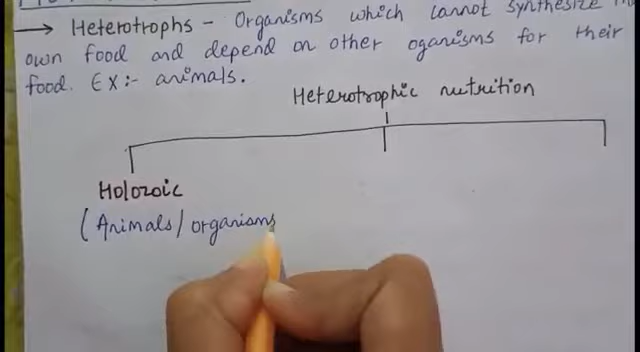 → Heterotrophs - Organisms which cannot synthesize
own food and depend on other oganisms for their
food. Ex:- animals.
Heterotrophic nutrition
Holozoic
(Animals/organisms